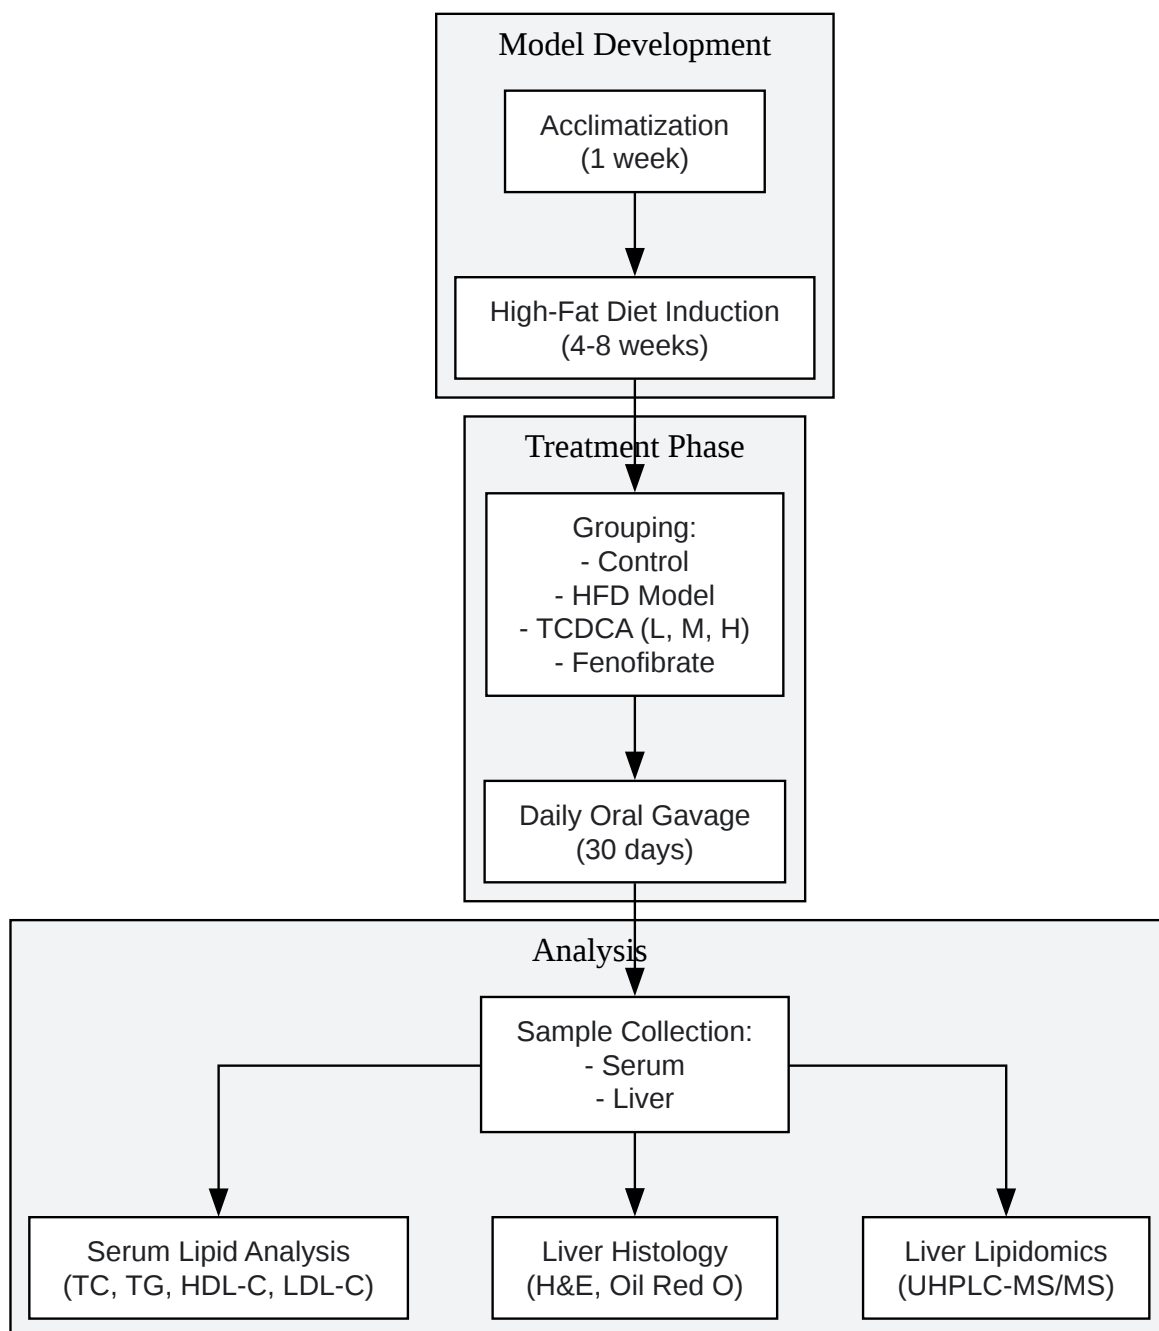 Model Development
Acclimatization
(1 week)
High-Fat Diet Induction
(4-8 weeks)
Treatment Phase
Grouping:
- Control
- HFD Model
- TCDCA (L, M, H)
- Fenofibrate
Daily Oral Gavage
(30 days)
Analysis
Sample Collection:
- Serum
- Liver
Serum Lipid Analysis
(TC, TG, HDL-C, LDL-C)
Liver Histology
(H&E, Oil Red O)
Liver Lipidomics
(UHPLC-MS/MS)